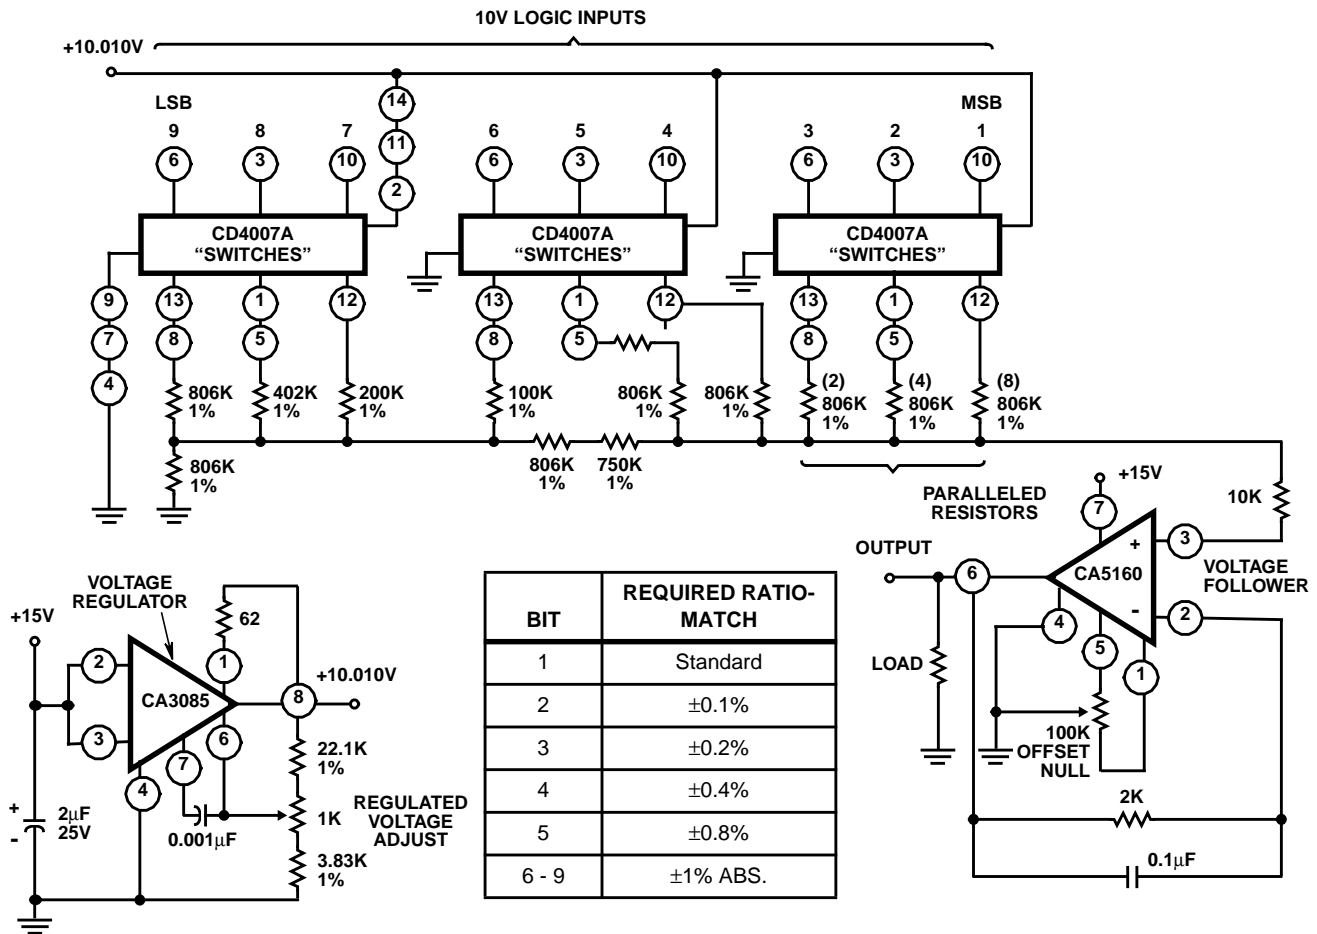 10V LOGIC INPUTS
+10.010V
LSB
MSB
14
11
2
9 8 7 6 5 4 3 2 1
6 3 10 6 3 10 6 3 10
CD4007A
“SWITCHES”
CD4007A
“SWITCHES”
CD4007A
“SWITCHES”
9
7
4
13 1 12 13 1 12 13 1 12
8 5 8 5 8 5
806K
1%
402K
1%
200K
1%
100K
1%
806K
1%
806K
1%
(2)
806K
1%
(4)
806K
1%
(8)
806K
1%
806K
1%
806K
1%
750K
1%
PARALLELED
RESISTORS
+15V
7
10K
OUTPUT
6
+
CA5160
-
3
VOLTAGE
FOLLOWER
2
4
5
1
LOAD
100K
OFFSET
NULL
2K
0.1μF
VOLTAGE
REGULATOR
+15V
62
1
2
3
CA3085
8
+10.010V
6
7
4
22.1K
1%
1K
REGULATED
VOLTAGE
ADJUST
3.83K
1%
0.001μF
+
-
2μF
25V
BIT REQUIRED RATIO-
MATCH
1 Standard
2 ±0.1%
3 ±0.2%
4 ±0.4%
5 ±0.8%
6 - 9 ±1% ABS.